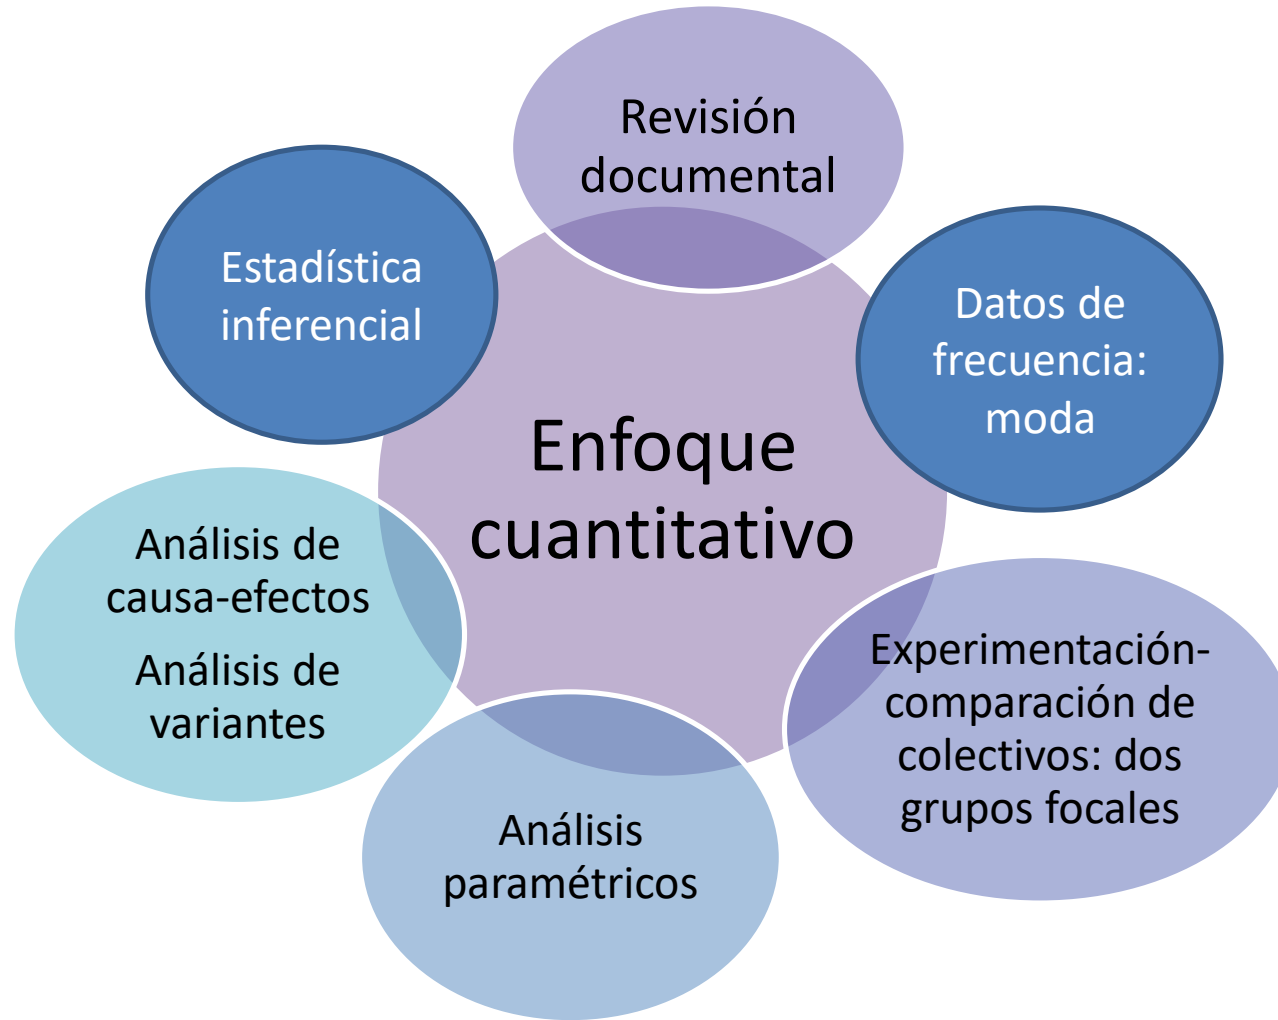 Revisión
documental
Estadística
inferencial
Datos de
frecuencia:
moda
Enfoque
cuantitativo
Análisis de
causa-efectos
Análisis de
variantes
Experimentación-
comparación de
colectivos: dos
grupos focales
Análisis
paramétricos